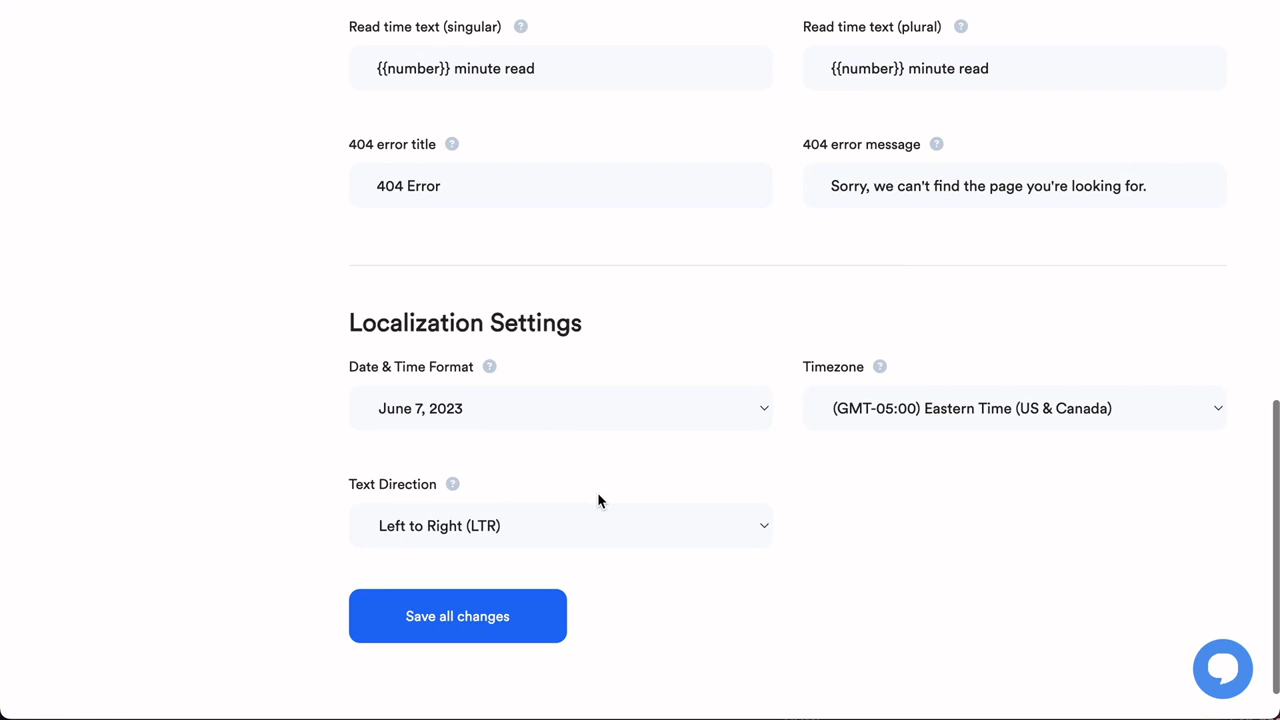 Read time text (singular) ?
Read time text (plural) ?
{{number}} minute read
{{number}} minute read
404 error title ?
404 error message ?
404 Error
Sorry, we can't find the page you're looking for.
Localization Settings
Date & Time Format ?
Timezone ?
June 7, 2023
(GMT-05:00) Eastern Time (US & Canada)
Text Direction ?
Left to Right (LTR)
Save all changes